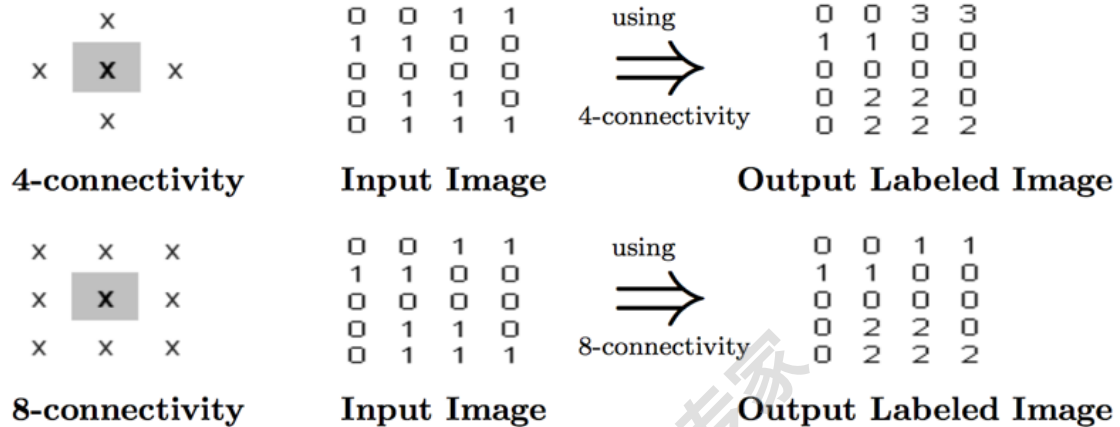 x
0 0 1 1 using 0 0 3 3
1 1 0 0 1 1 0 0
x x x 0 0 0 0 ⇒ 0 0 0 0
0 1 1 0 4-connectivity 0 2 2 0
x 0 1 1 1 0 2 2 2
4-connectivity Input Image Output Labeled Image
x x x 0 0 1 1 using 0 0 1 1
1 1 0 0 1 1 0 0
x x x 0 0 0 0 ⇒ 0 0 0 0
0 1 1 0 8-connectivity 0 2 2 0
x x x 0 1 1 1 0 2 2 2
8-connectivity Input Image Output Labeled Image
专家